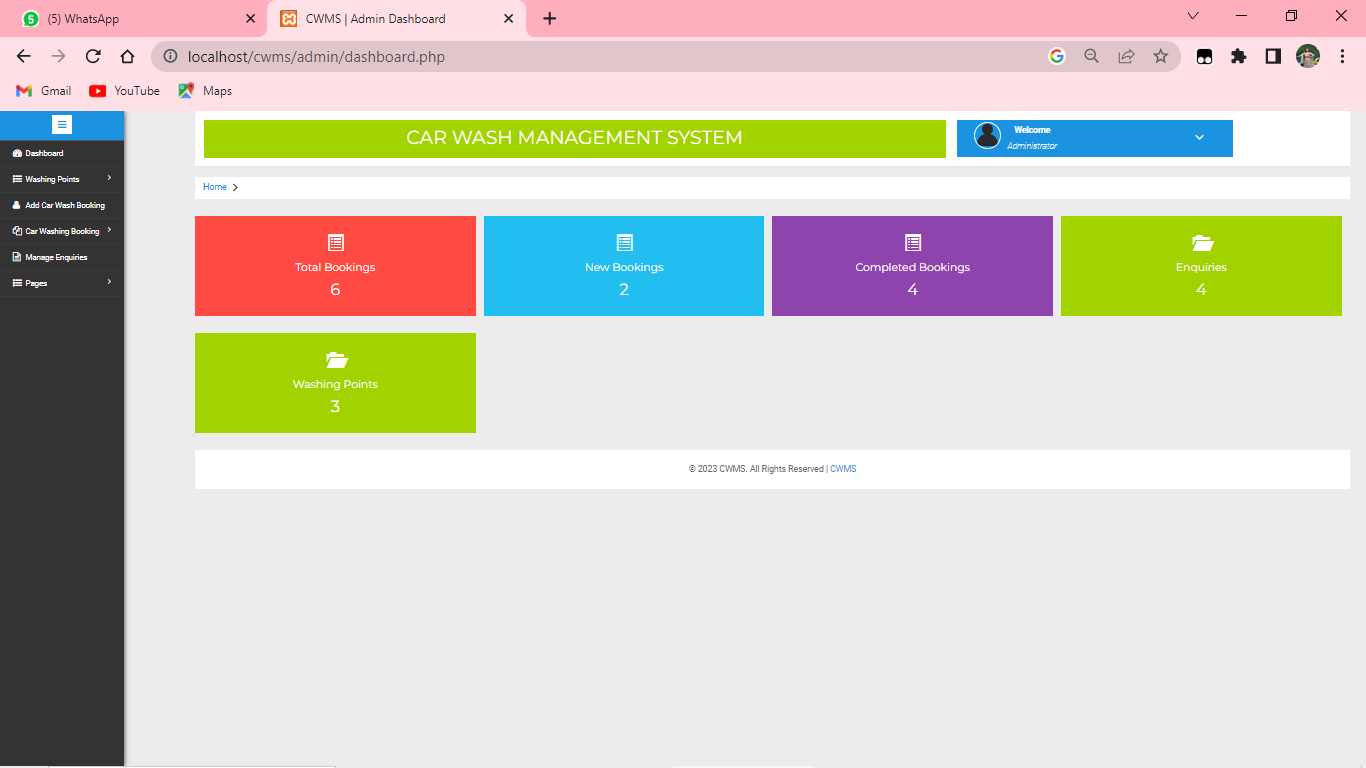 (5) WhatsApp
CWMS | Admin Dashboard
localhost/cwms/admin/dashboard.php
Gmail
YouTube
Maps
Dashboard
Washing Points
Add Car Wash Booking
Car Washing Booking
Manage Enquiries
Pages
CAR WASH MANAGEMENT SYSTEM
Welcome
Administrator
Home
Total Bookings
6
New Bookings
2
Completed Bookings
4
Enquiries
4
Washing Points
3
© 2023 CWMS. All Rights Reserved | CWMS